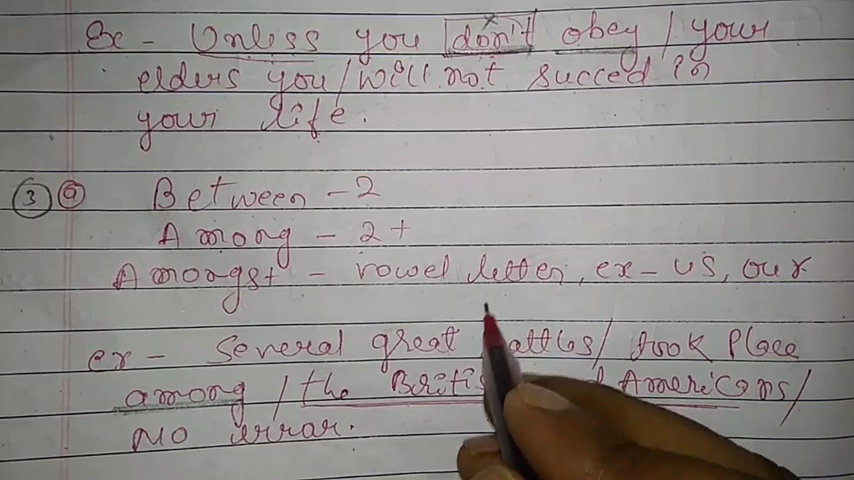 Ex - Unless you don't obey / your
elders you / will not succed in
your life.
3 a Between - 2
Among - 2+
Amongst - vowel letter, ex - us, our
ex - Several great battles / took place
among / the British Americans /
No error.